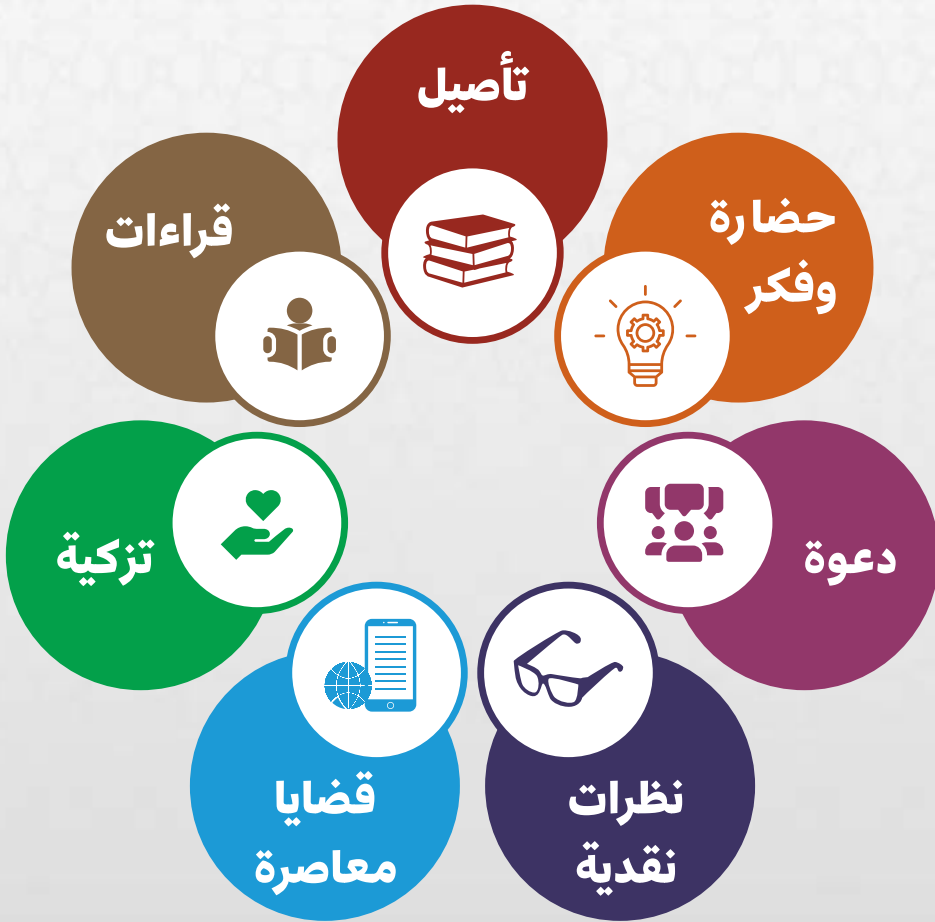 تأصيل
حضارة
وفكر
دعوة
نظرات
نقدية
قضايا
معاصرة
تزكية
قراءات